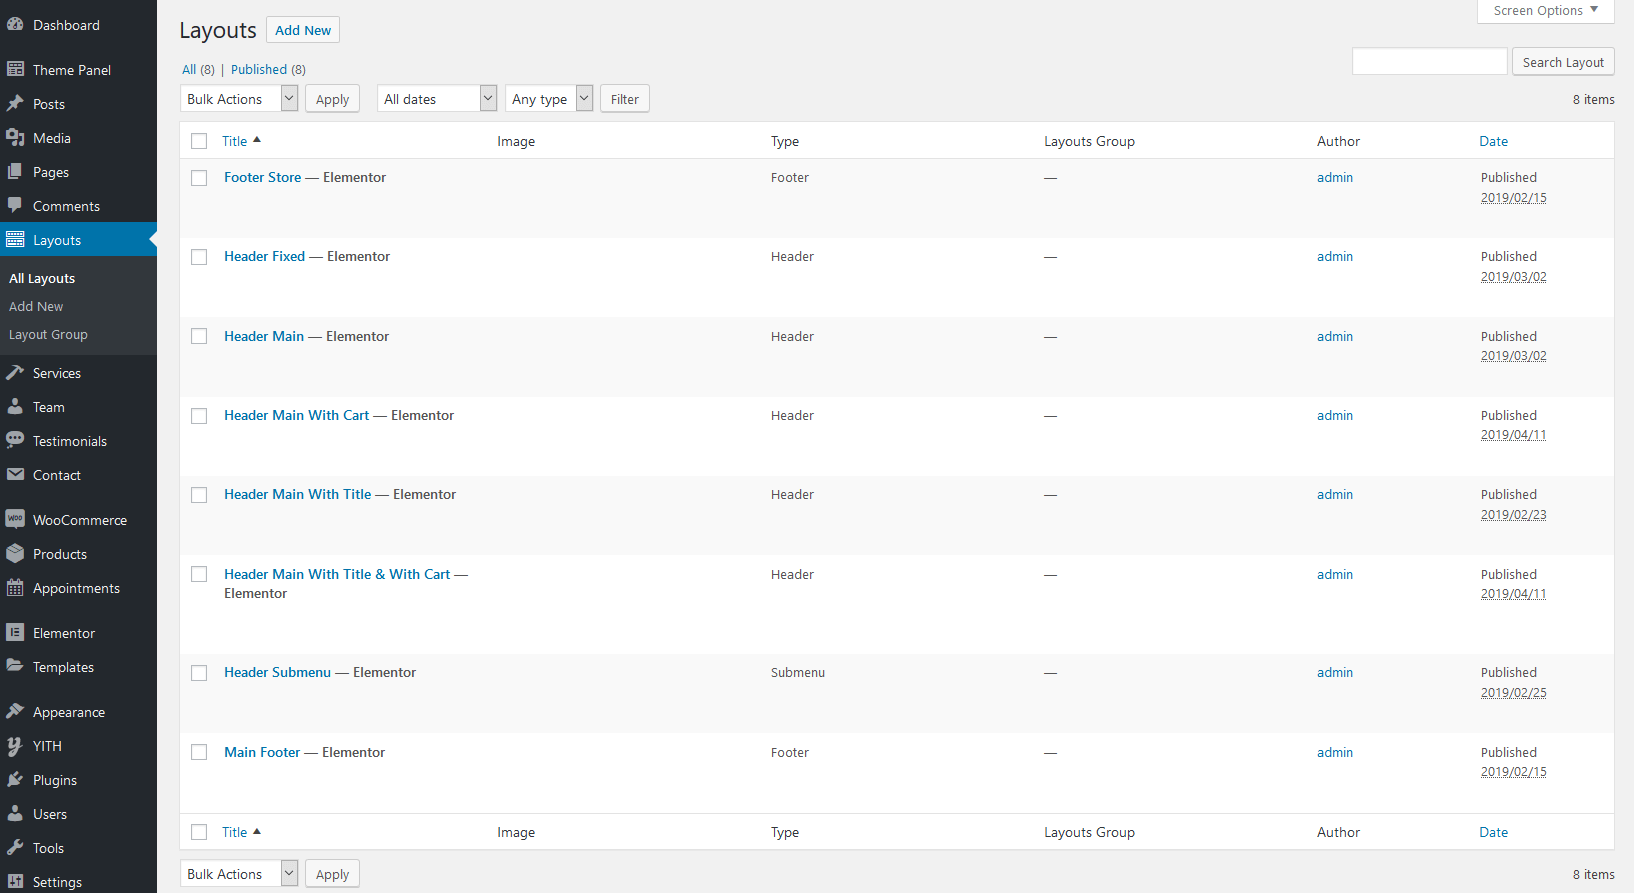 Dashboard
Theme Panel
Posts
Media
Pages
Comments
Layouts
All Layouts
Add New
Layout Group
Services
Team
Testimonials
Contact
WOO WooCommerce
Products
Appointments
Elementor
Templates
Appearance
YITH
Plugins
Users
Tools
Settings
Screen Options
Layouts Add New
All (8) | Published (8)
Search Layout
Bulk Actions Apply All dates Any type Filter 8 items
Title Image Type Layouts Group Author Date
Footer Store — Elementor Footer — admin Published
2019/02/15
Header Fixed — Elementor Header — admin Published
2019/03/02
Header Main — Elementor Header — admin Published
2019/03/02
Header Main With Cart — Elementor Header — admin Published
2019/04/11
Header Main With Title — Elementor Header — admin Published
2019/02/23
Header Main With Title & With Cart — Header — admin Published
Elementor 2019/04/11
Header Submenu — Elementor Submenu — admin Published
2019/02/25
Main Footer — Elementor Footer — admin Published
2019/02/15
Title Image Type Layouts Group Author Date
Bulk Actions Apply 8 items